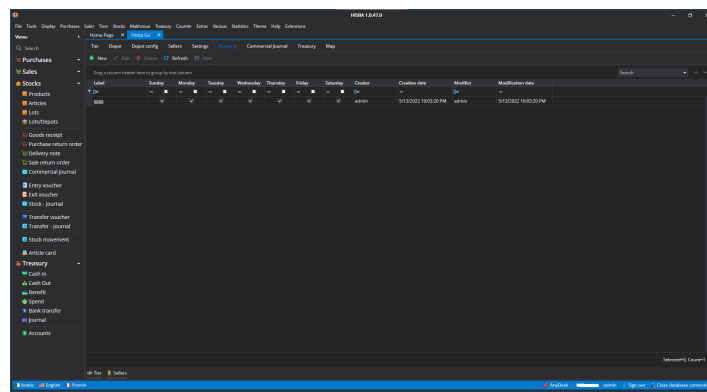 HISBA 1.0.47.0
File Tools Display Purchases Sales Tiers Stocks Makhzoun Treasury Counter Extras Various Statistics Theme Help Extensions
Views
Home Page
Hisba Go
Search
Tier Depot Depot config Sellers Settings Planning Commercial Journal Treasury Map
New Edit Delete Refresh View
Purchases
Sales
Drag a column header here to group by that column
Search
Stocks
Label Sunday Monday Tuesday Wednesday Thursday Friday Saturday Creator Creation date Modifier Modification date
Products
Articles
admin 5/13/2022 10:03:20 PM admin 5/13/2022 10:03:20 PM
Lots
Lots/Depots
Goods receipt
Purchase return order
Delivery note
Sale return order
Commercial journal
Entry voucher
Exit voucher
Stock - journal
Transfer voucher
Transfer - journal
Stock movement
Article card
Treasury
Cash In
Cash Out
Benefit
Spend
Bank transfer
Journal
Accounts
Selected=0, Count=1
Tier Sellers
Arabic English French
AnyDesk admin Sign out Close database connect